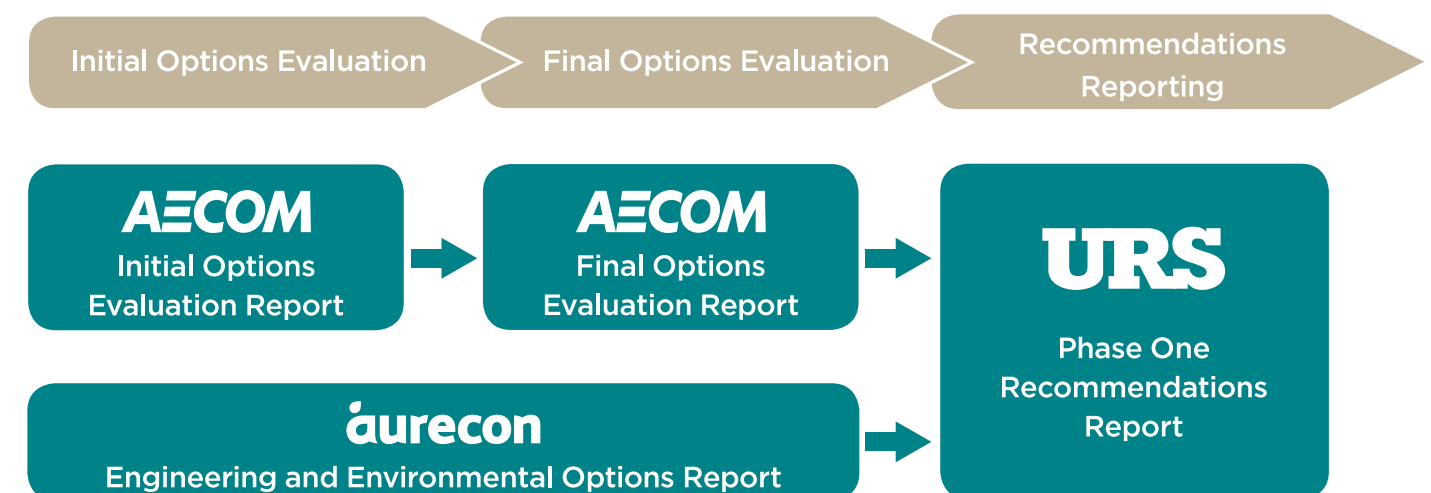 Initial Options Evaluation
Final Options Evaluation
Recommendations
Reporting
AECOM
Initial Options
Evaluation Report
AECOM
Final Options
Evaluation Report
URS
Phase One
Recommendations
Report
aurecon
Engineering and Environmental Options Report